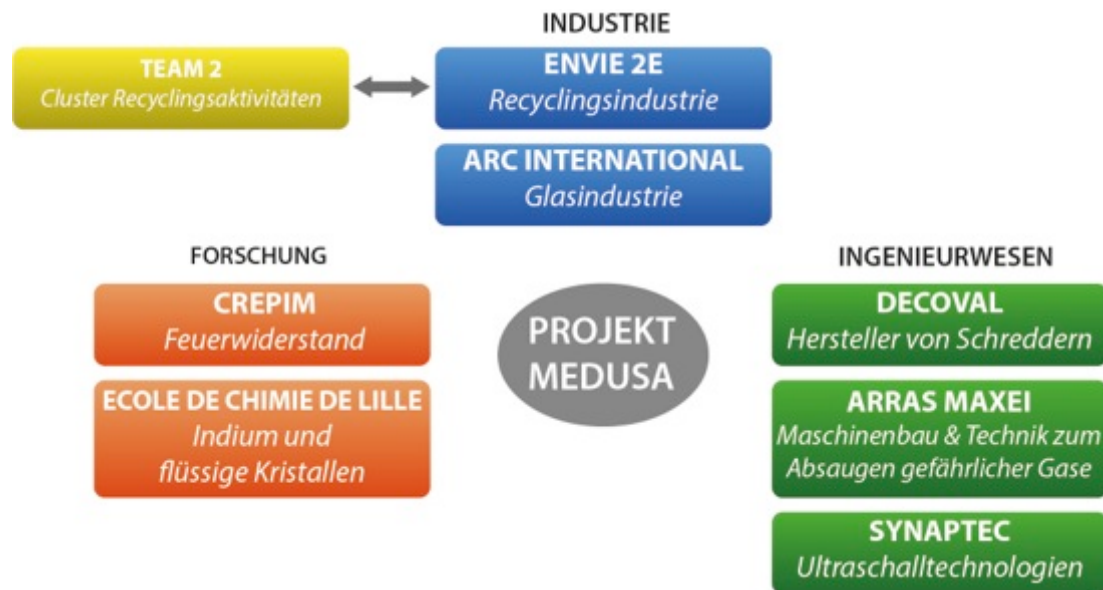 INDUSTRIE
TEAM 2
Cluster Recyclingsaktivitäten
ENVIE 2E
Recyclingsindustrie
ARC INTERNATIONAL
Glasindustrie
FORSCHUNG
CREPIM
Feuerwiderstand
ECOLE DE CHIMIE DE LILLE
Indium und
flüssige Kristallen
PROJEKT
MEDUSA
INGENIEURWESEN
DECOVAL
Hersteller von Schreddern
ARRAS MAXEI
Maschinenbau & Technik zum
Absaugen gefährlicher Gase
SYNAPTEC
Ultraschalltechnologien